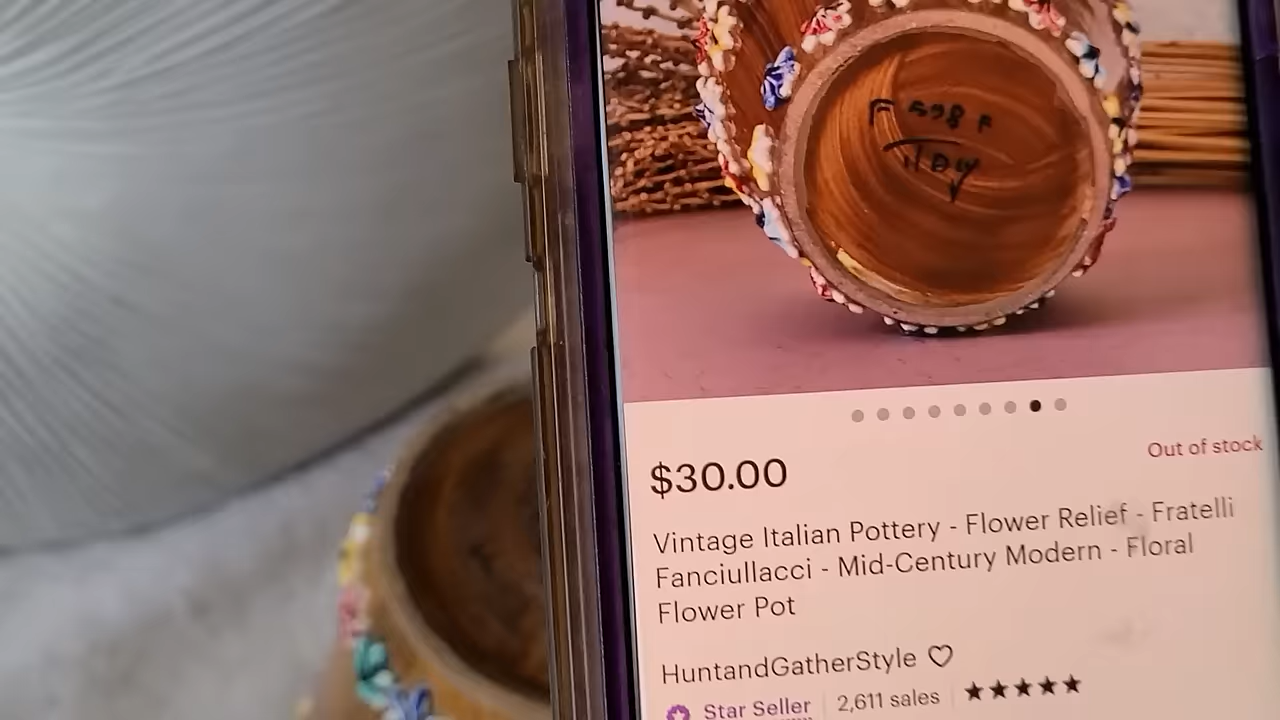 F 598 F
ITALY
$30.00
Out of stock
Vintage Italian Pottery - Flower Relief - Fratelli
Fanciullacci - Mid-Century Modern - Floral
Flower Pot
HuntandGatherStyle
Star Seller
2,611 sales